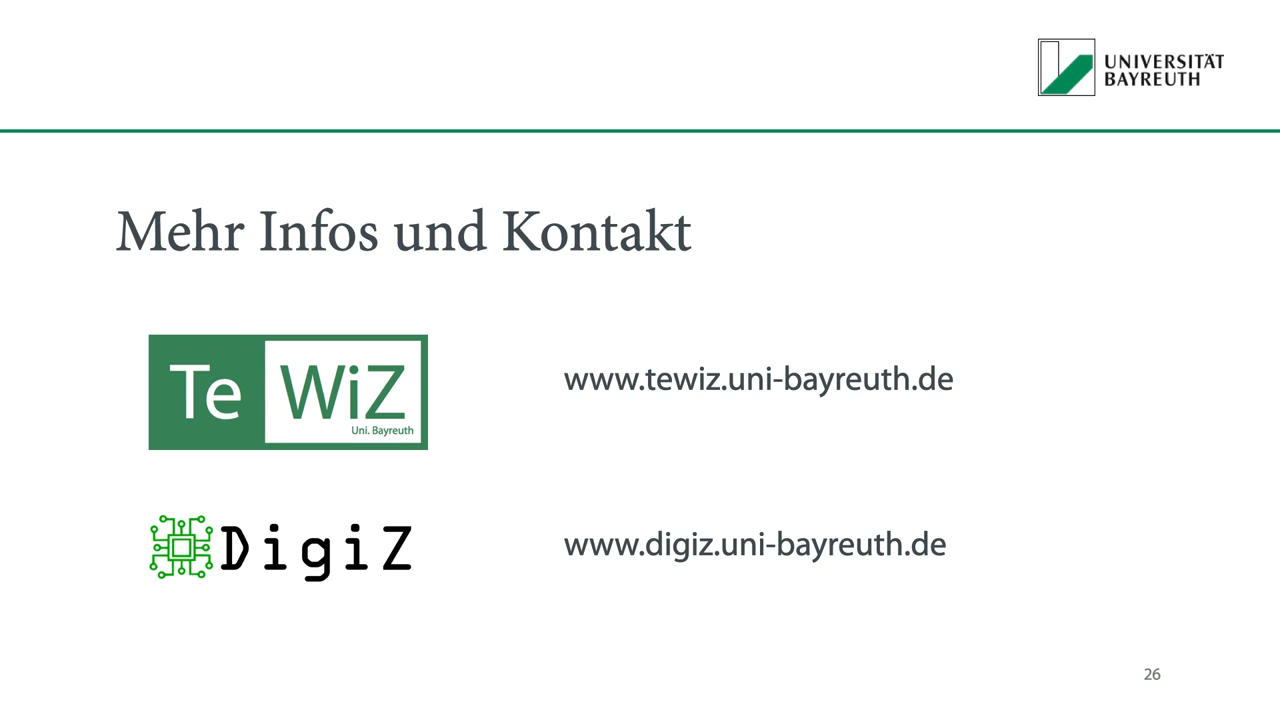 UNIVERSITÄT
BAYREUTH
Mehr Infos und Kontakt
Te WiZ
Uni. Bayreuth
www.tewiz.uni-bayreuth.de
DigiZ
www.digiz.uni-bayreuth.de
26